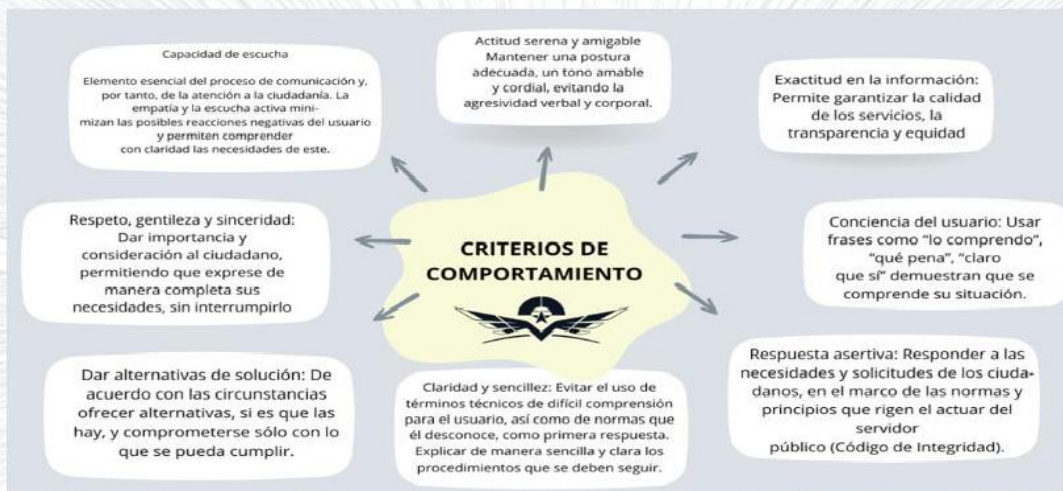 Capacidad de escucha
Elemento esencial del proceso de comunicación y,
por tanto, de la atención a la ciudadanía. La
empatía y la escucha activa mini-
mizan las posibles reacciones negativas del usuario
y permiten comprender
con claridad las necesidades de este.
Actitud serena y amigable
Mantener una postura
adecuada, un tono amable
y cordial, evitando la
agresividad verbal y corporal.
Exactitud en la información:
Permite garantizar la calidad
de los servicios, la
transparencia y equidad
Respeto, gentileza y sinceridad:
Dar importancia y
consideración al ciudadano,
permitiendo que exprese de
manera completa sus
necesidades, sin interrumpirlo
CRITERIOS DE
COMPORTAMIENTO
Conciencia del usuario: Usar
frases como “lo comprendo”,
“qué pena”, “claro
que sí” demuestran que se
comprende su situación.
Dar alternativas de solución: De
acuerdo con las circunstancias
ofrecer alternativas, si es que las
hay, y comprometerse sólo con lo
que se pueda cumplir.
Claridad y sencillez: Evitar el uso de
términos técnicos de difícil comprensión
para el usuario, así como de normas que
él desconoce, como primera respuesta.
Explicar de manera sencilla y clara los
procedimientos que se deben seguir.
Respuesta asertiva: Responder a las
necesidades y solicitudes de los ciuda-
danos, en el marco de las normas y
principios que rigen el actuar del
servidor
público (Código de Integridad).